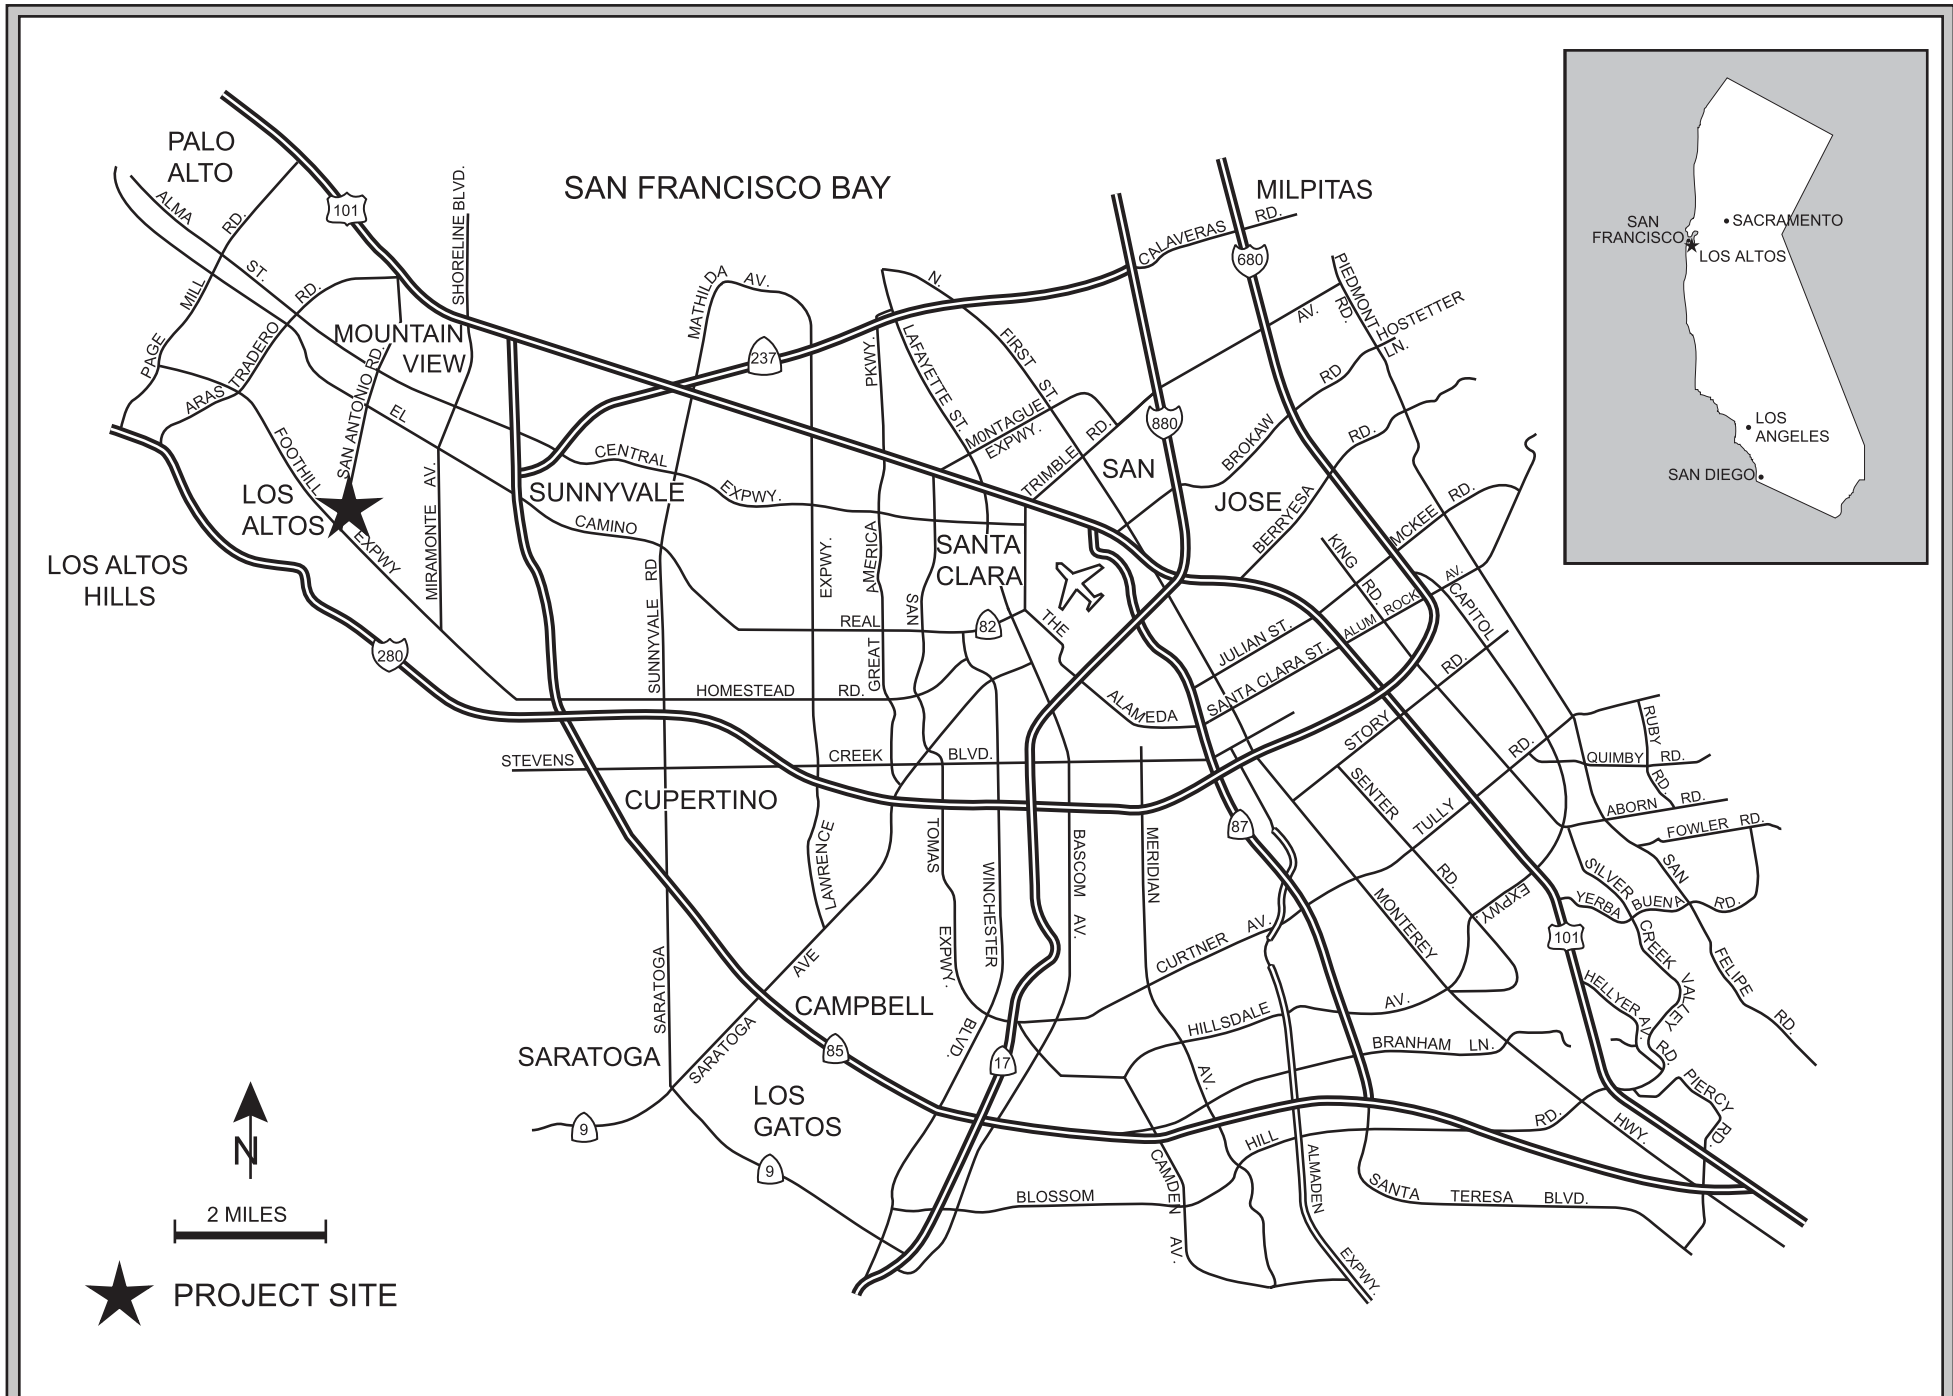 PALO
ALTO
SAN FRANCISCO BAY
MILPITAS
SAN
FRANCISCO
SACRAMENTO
LOS ALTOS
LOS
ANGELES
SAN DIEGO
ALMA
ST.
PAGE
MILL
RD.
101
SHORELINE BLVD.
ARASTRADERO
RD.
MOUNTAIN
VIEW
SAN ANTONIO RD.
MATHILDA
AV.
237
N.
FIRST
ST.
LAFAYETTE ST.
PKWY.
CALAVERAS
RD.
680
PIEDMONT
RD.
HOSTETTER
LN.
AV.
880
M0NTAGUE
EXPWY.
TRIMBLE
RD.
BROKAW
RD
BERRYESA
RD.
SAN
JOSE
EL
CENTRAL
EXPWY.
SUNNYVALE
CAMINO
REAL
82
FOOTHILL
EXPWY
LOS
ALTOS
LOS ALTOS
HILLS
MIRAMONTE
AV.
280
SUNNYVALE
RD
EXPWY.
GREAT
AMERICA
SAN
SANTA
CLARA
THE
ALAMEDA
KING
RD.
MCKEE
RD.
JULIAN ST.
SANTA CLARA ST.
ALUM
ROCK
AV.
CAPITOL
HOMESTEAD
RD.
STEVENS
CREEK
BLVD.
CUPERTINO
STORY
RD.
SENTER
RD.
TULLY
RD.
RUBY
RD.
QUIMBY
RD.
ABORN
RD.
FOWLER
RD.
87
LAWRENCE
TOMAS
EXPWY.
WINCHESTER
BLVD.
BASCOM
AV.
MERIDIAN
AV.
MONTEREY
HWY.
EXPWY
SILVER
CREEK
VALLEY
RD
YERBA
BUENA
RD.
SAN
FELIPE
RD.
101
HELLYER
AV.
CURTNER
AV.
HILLSDALE
AV.
BRANHAM
LN.
PIERCY
RD.
SARATOGA
SARATOGA
AVE
CAMPBELL
SARATOGA
85
17
LOS
GATOS
9
9
BLOSSOM
HILL
RD.
CAMDEN
AV.
ALMADEN
EXPWY.
SANTA
TERESA
BLVD.
N
2 MILES
PROJECT SITE